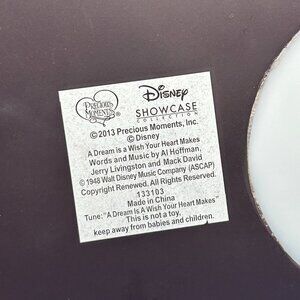 PRECIOUS MOMENTS
Disney
SHOWCASE
COLLECTION
©2013 Precious Moments, Inc.
© Disney
A Dream is a Wish Your Heart Makes
Words and Music by Al Hoffman,
Jerry Livingston and Mack David
© 1948 Walt Disney Music Company (ASCAP)
Copyright Renewed. All Rights Reserved.
133103
Made in China
Tune: "A Dream Is A Wish Your Heart Makes"
This is not a toy,
keep away from babies and children.